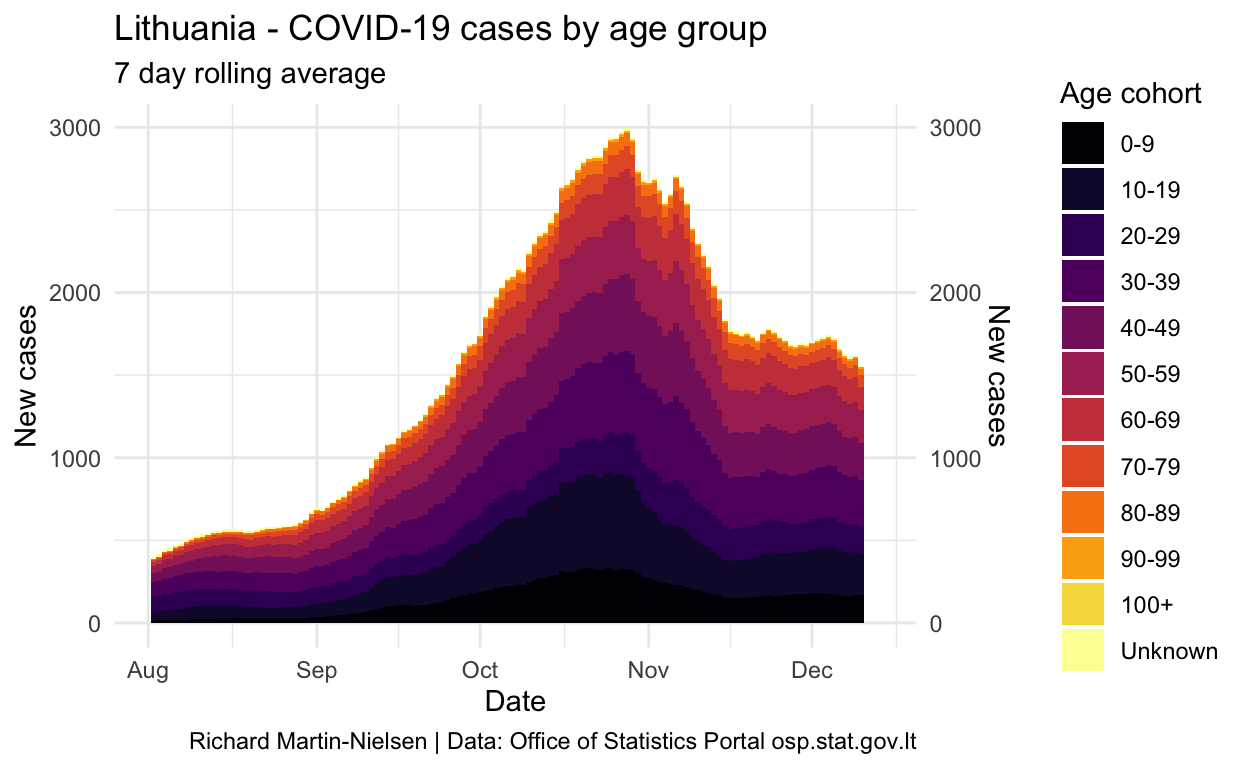 Lithuania - COVID-19 cases by age group
7 day rolling average
New cases
3000
2000
1000
0
3000
2000
1000
0
New cases
Aug Sep Oct Nov Dec
Date
Age cohort
0-9
10-19
20-29
30-39
40-49
50-59
60-69
70-79
80-89
90-99
100+
Unknown
Richard Martin-Nielsen | Data: Office of Statistics Portal osp.stat.gov.lt